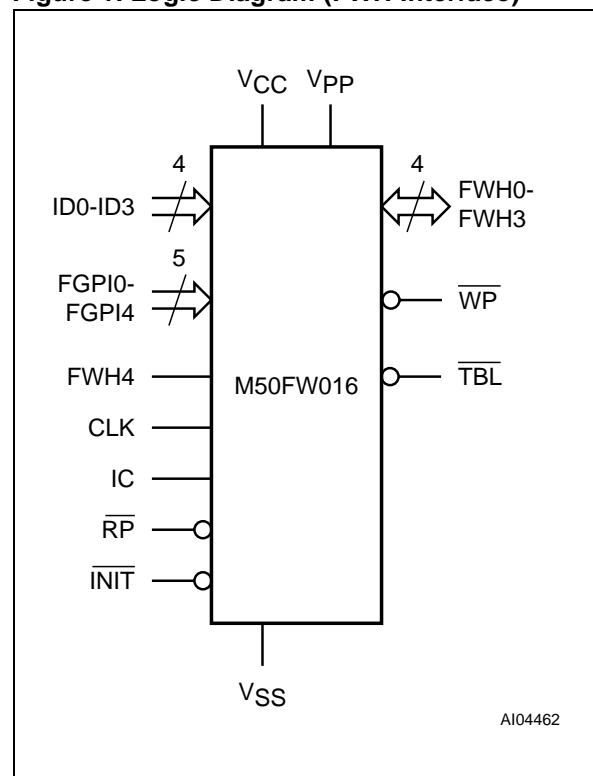 Figure 1. Logic Diagram (FWH Interface)
VCC VPP
4 4
ID0-ID3
FWH0-
FWH3
5
FGPI0-
FGPI4
WP
FWH4
M50FW016
TBL
CLK
IC
RP
INIT
VSS
AI04462